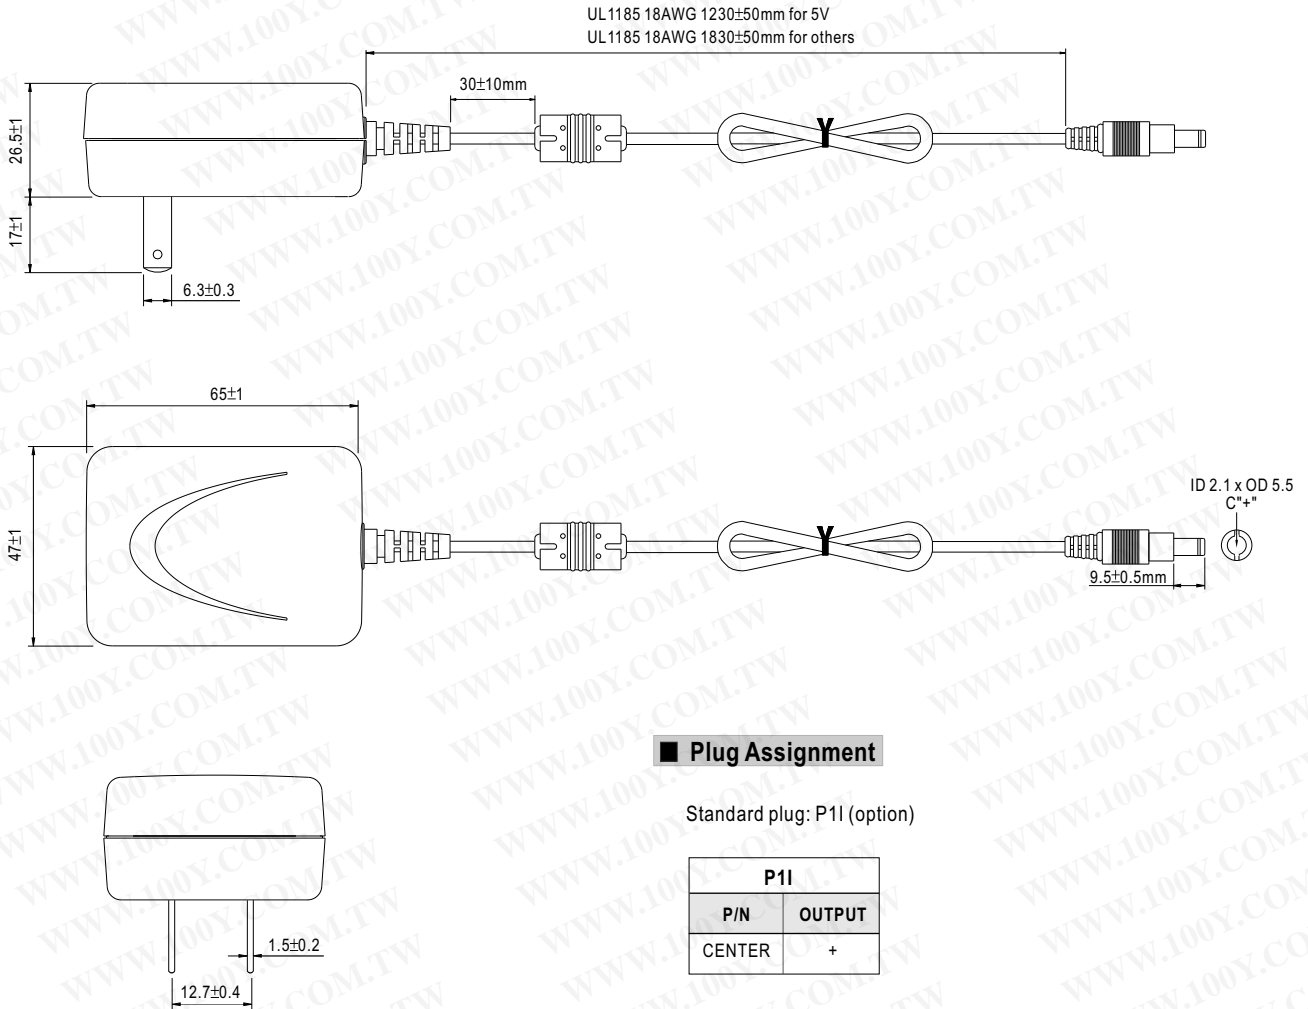 UL1185 18AWG 1230±50mm for 5V
UL1185 18AWG 1830±50mm for others
30±10mm
26.5±1
17±1
6.3±0.3
65±1
47±1
ID 2.1 x OD 5.5
C"+"
9.5±0.5mm
■ Plug Assignment
Standard plug: P1I (option)
P1I
P/N OUTPUT
CENTER +
1.5±0.2
12.7±0.4
WWW.100Y.COM.TW